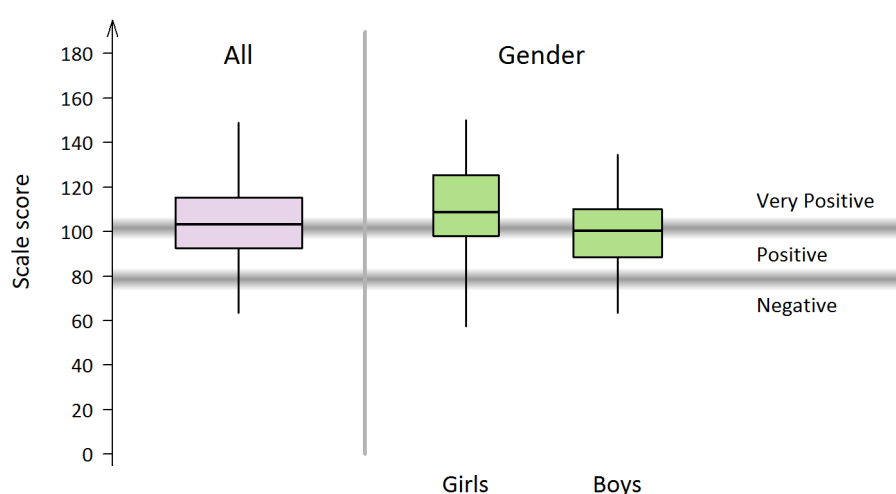 All
Gender
180
160
140
120
100
80
60
40
20
0
Scale score
Very Positive
Positive
Negative
Girls
Boys